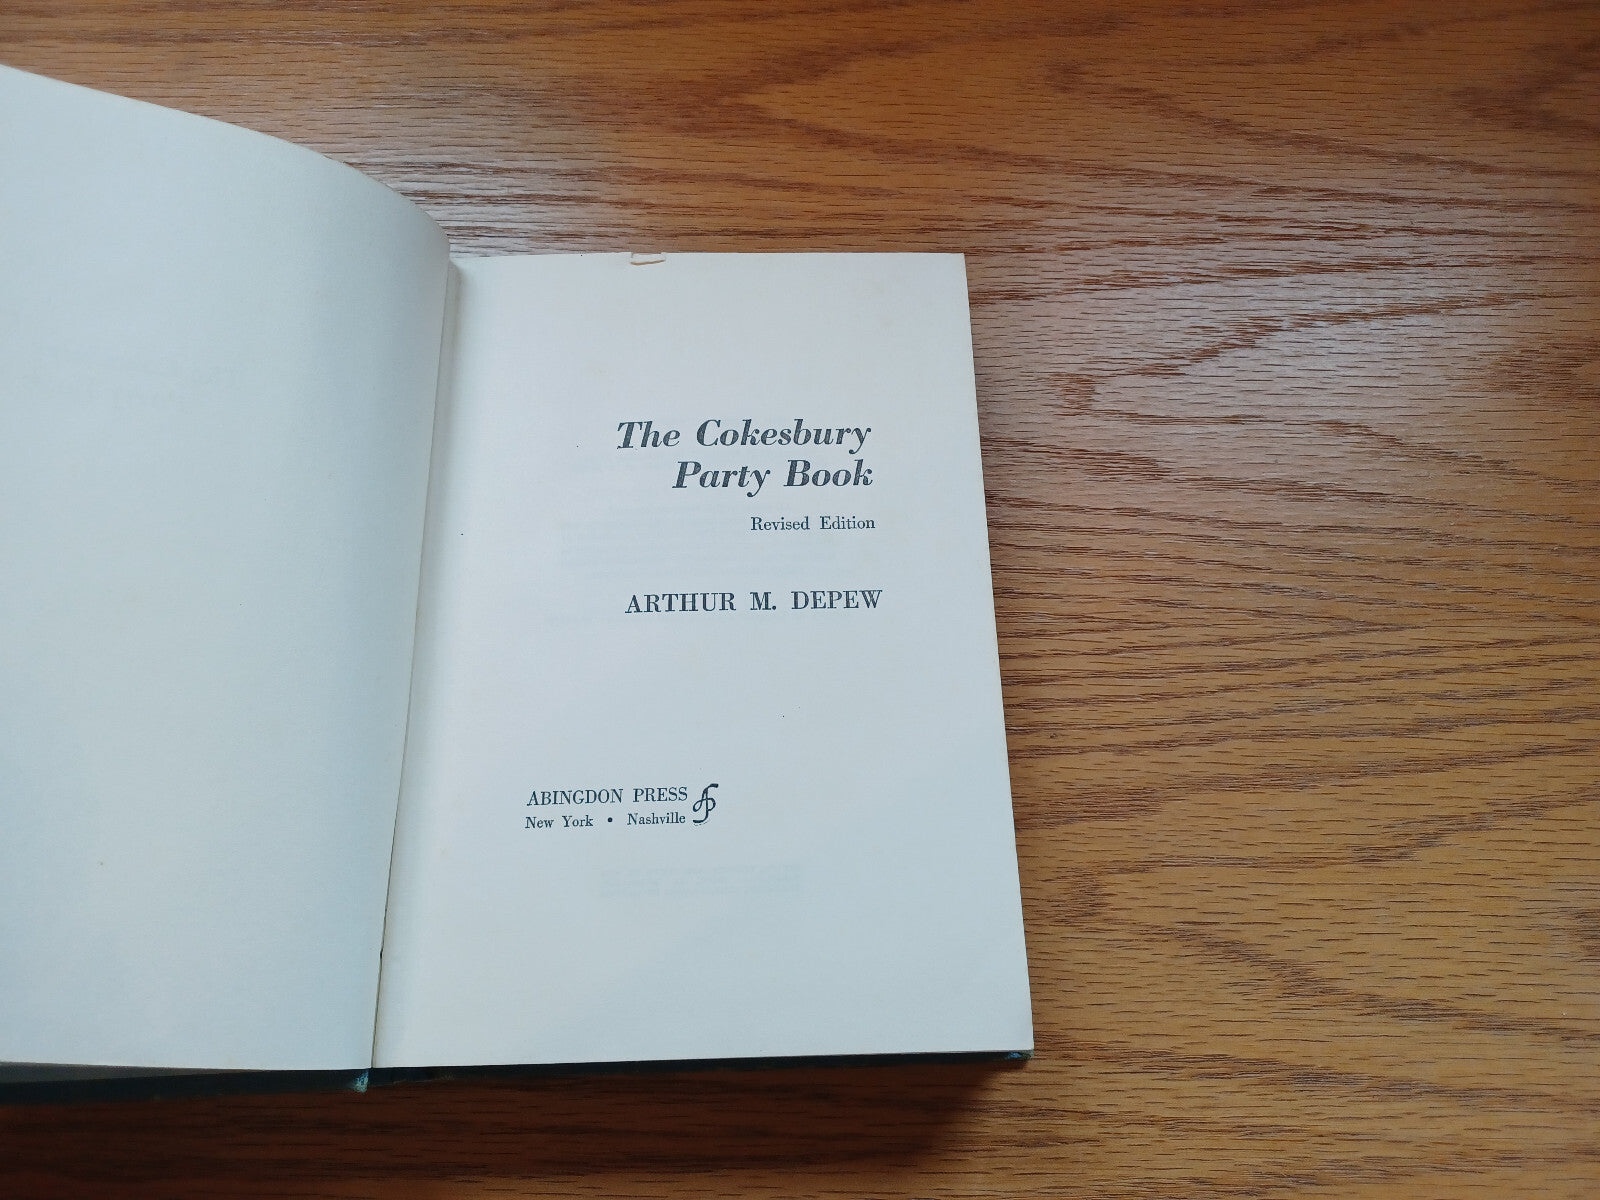 The Cokesbury
Party Book
Revised Edition
ARTHUR M. DEPEW
ABINGDON PRESS
New York • Nashville